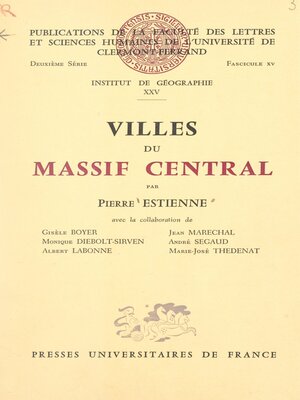 R
3
PUBLICATIONS DE LA FACULTÉ DES LETTRES
ET SCIENCES HUMAINES DE L'UNIVERSITÉ DE
CLERMONT-FERRAND
DEUXIÈME SÉRIE FASCICULE XV
INSTITUT DE GÉOGRAPHIE
XXV
VILLES
DU
MASSIF CENTRAL
PAR
PIERRE ESTIENNE
avec la collaboration de
GISÈLE BOYER JEAN MARECHAL
MONIQUE DIEBOLT-SIRVEN ANDRÉ SEGAUD
ALBERT LABONNE MARIE-JOSÉ THEDENAT
PRESSES UNIVERSITAIRES DE FRANCE